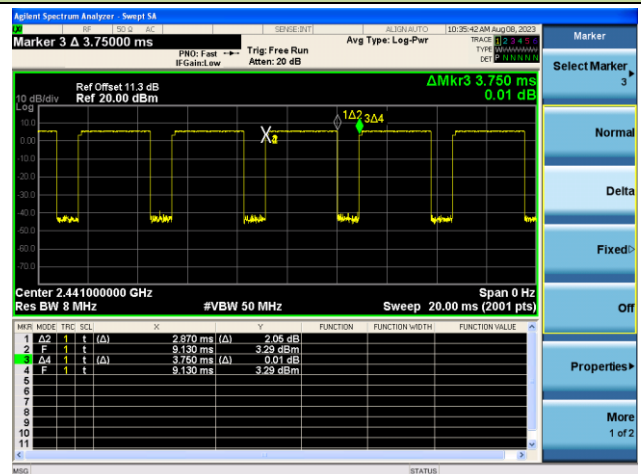 Agilent Spectrum Analyzer - Swept SA
RF 50 Ω AC SENSE:INT ALIGN AUTO 10:35:42 AM Aug 08, 2023
Marker 3 Δ 3.75000 ms
PNO: Fast
IFGain:Low
Trig: Free Run
Atten: 20 dB
Avg Type: Log-Pwr
TRACE 1 2 3 4 5 6
TYPE
DET P N N N N N
Ref Offset 11.3 dB
Ref 20.00 dBm
10 dB/div
Log
ΔMkr3 3.750 ms
0.01 dB
10.0
0.00
-10.0
-20.0
-30.0
-40.0
-50.0
-60.0
-70.0
1Δ2
3Δ4
Center 2.441000000 GHz
Res BW 8 MHz
#VBW 50 MHz
Span 0 Hz
Sweep 20.00 ms (2001 pts)
MKR MODE TRC SCL X Y FUNCTION FUNCTION WIDTH FUNCTION VALUE
1 Δ2 1 t (Δ) 2.870 ms (Δ) 2.05 dB
2 F 1 t 9.130 ms 3.29 dBm
3 Δ4 1 t (Δ) 3.750 ms (Δ) 0.01 dB
4 F 1 t 9.130 ms 3.29 dBm
5
6
7
8
9
10
11
MSG STATUS
Marker
Select Marker
3
Normal
Delta
Fixed
Off
Properties
More
1 of 2